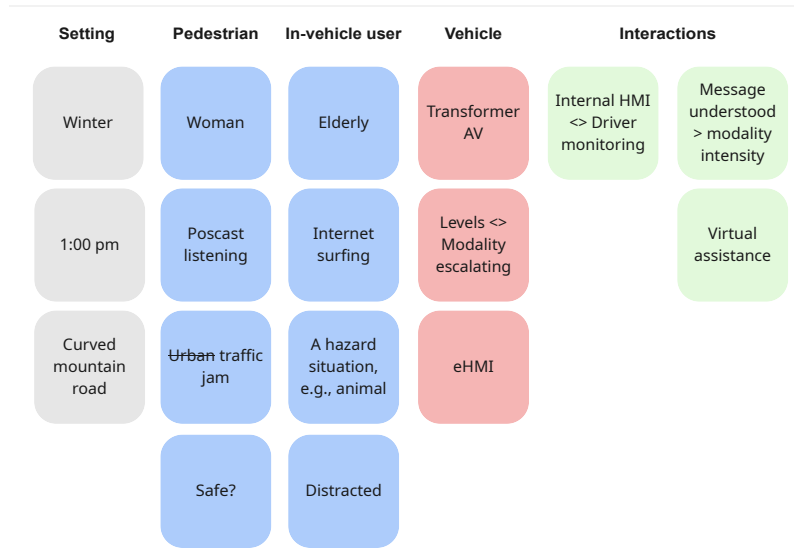 Setting
Pedestrian
In-vehicle user
Vehicle
Interactions
Winter
Woman
Elderly
Transformer
AV
Internal HMI
<> Driver
monitoring
Message
understood
> modality
intensity
1:00 pm
Poscast
listening
Internet
surfing
Levels <>
Modality
escalating
Virtual
assistance
Curved
mountain
road
Urban traffic
jam
A hazard
situation,
e.g., animal
eHMI
Safe?
Distracted